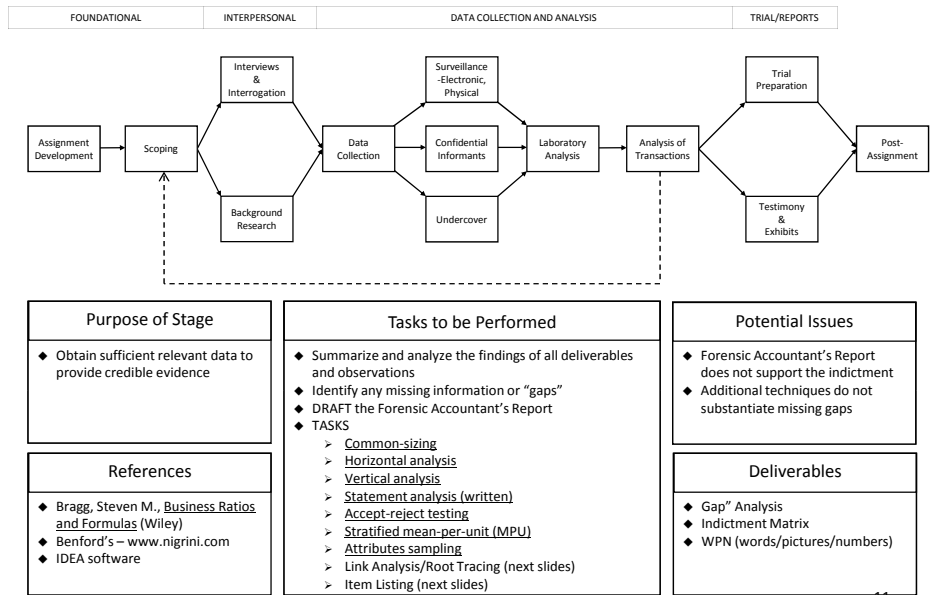 FOUNDATIONAL
INTERPERSONAL
DATA COLLECTION AND ANALYSIS
TRIAL/REPORTS
Assignment
Development
Scoping
Interviews
&
Interrogation
Background
Research
Data
Collection
Surveillance
-Electronic,
Physical
Confidential
Informants
Undercover
Laboratory
Analysis
Analysis of
Transactions
Trial
Preparation
Testimony
&
Exhibits
Post-
Assignment
Purpose of Stage
◆ Obtain sufficient relevant data to
provide credible evidence
References
◆ Bragg, Steven M., Business Ratios
and Formulas (Wiley)
◆ Benford's – www.nigrini.com
◆ IDEA software
Tasks to be Performed
◆ Summarize and analyze the findings of all deliverables
and observations
◆ Identify any missing information or “gaps”
◆ DRAFT the Forensic Accountant’s Report
◆ TASKS
➢ Common-sizing
➢ Horizontal analysis
➢ Vertical analysis
➢ Statement analysis (written)
➢ Accept-reject testing
➢ Stratified mean-per-unit (MPU)
➢ Attributes sampling
➢ Link Analysis/Root Tracing (next slides)
➢ Item Listing (next slides)
Potential Issues
◆ Forensic Accountant’s Report
does not support the indictment
◆ Additional techniques do not
substantiate missing gaps
Deliverables
◆ Gap” Analysis
◆ Indictment Matrix
◆ WPN (words/pictures/numbers)